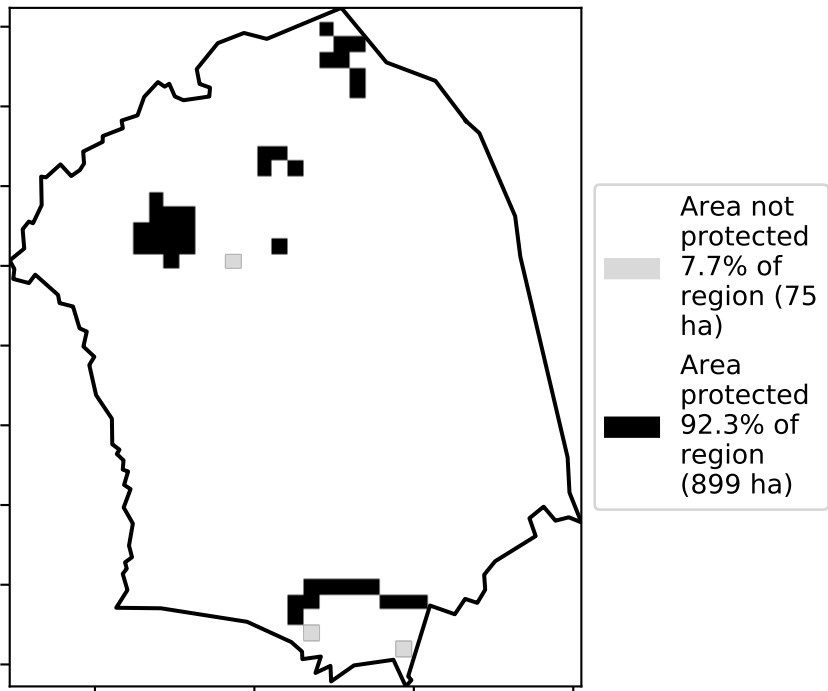 Area not
protected
7.7% of
region (75
ha)
Area
protected
92.3% of
region
(899 ha)